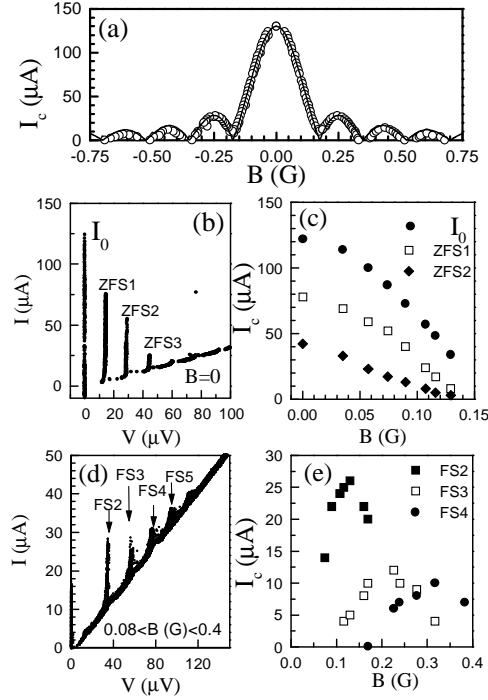 (a)
150
100
50
0
I_c (μA)
-0.75 -0.50 -0.25 0.00 0.25 0.50 0.75
B (G)
(b)
I_0
150
100
50
0
I (μA)
ZFS1
ZFS2
ZFS3
B=0
0 20 40 60 80 100
V (μV)
(c)
I_0
ZFS1
ZFS2
150
100
50
0
I_c (μA)
0.00 0.05 0.10 0.15
B (G)
(d)
50
40
30
20
10
0
I (μA)
FS2
FS3
FS4
FS5
0.08<B (G)<0.4
0 40 80 120
V (μV)
(e)
FS2
FS3
FS4
30
25
20
15
10
5
0
I_c (μA)
0.0 0.1 0.2 0.3 0.4
B (G)